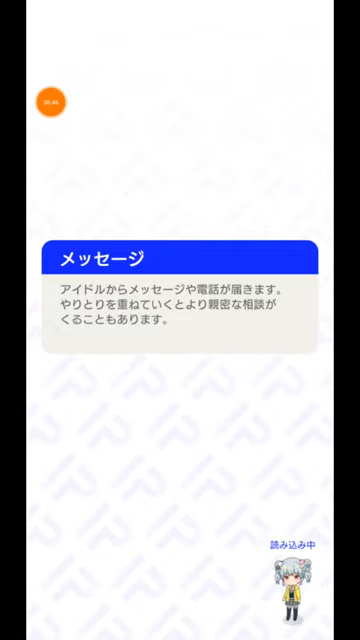 メッセージ
アイドルからメッセージや電話が届きます。
やりとりを重ねていくとより親密な相談が
くることもあります。
読み込み中